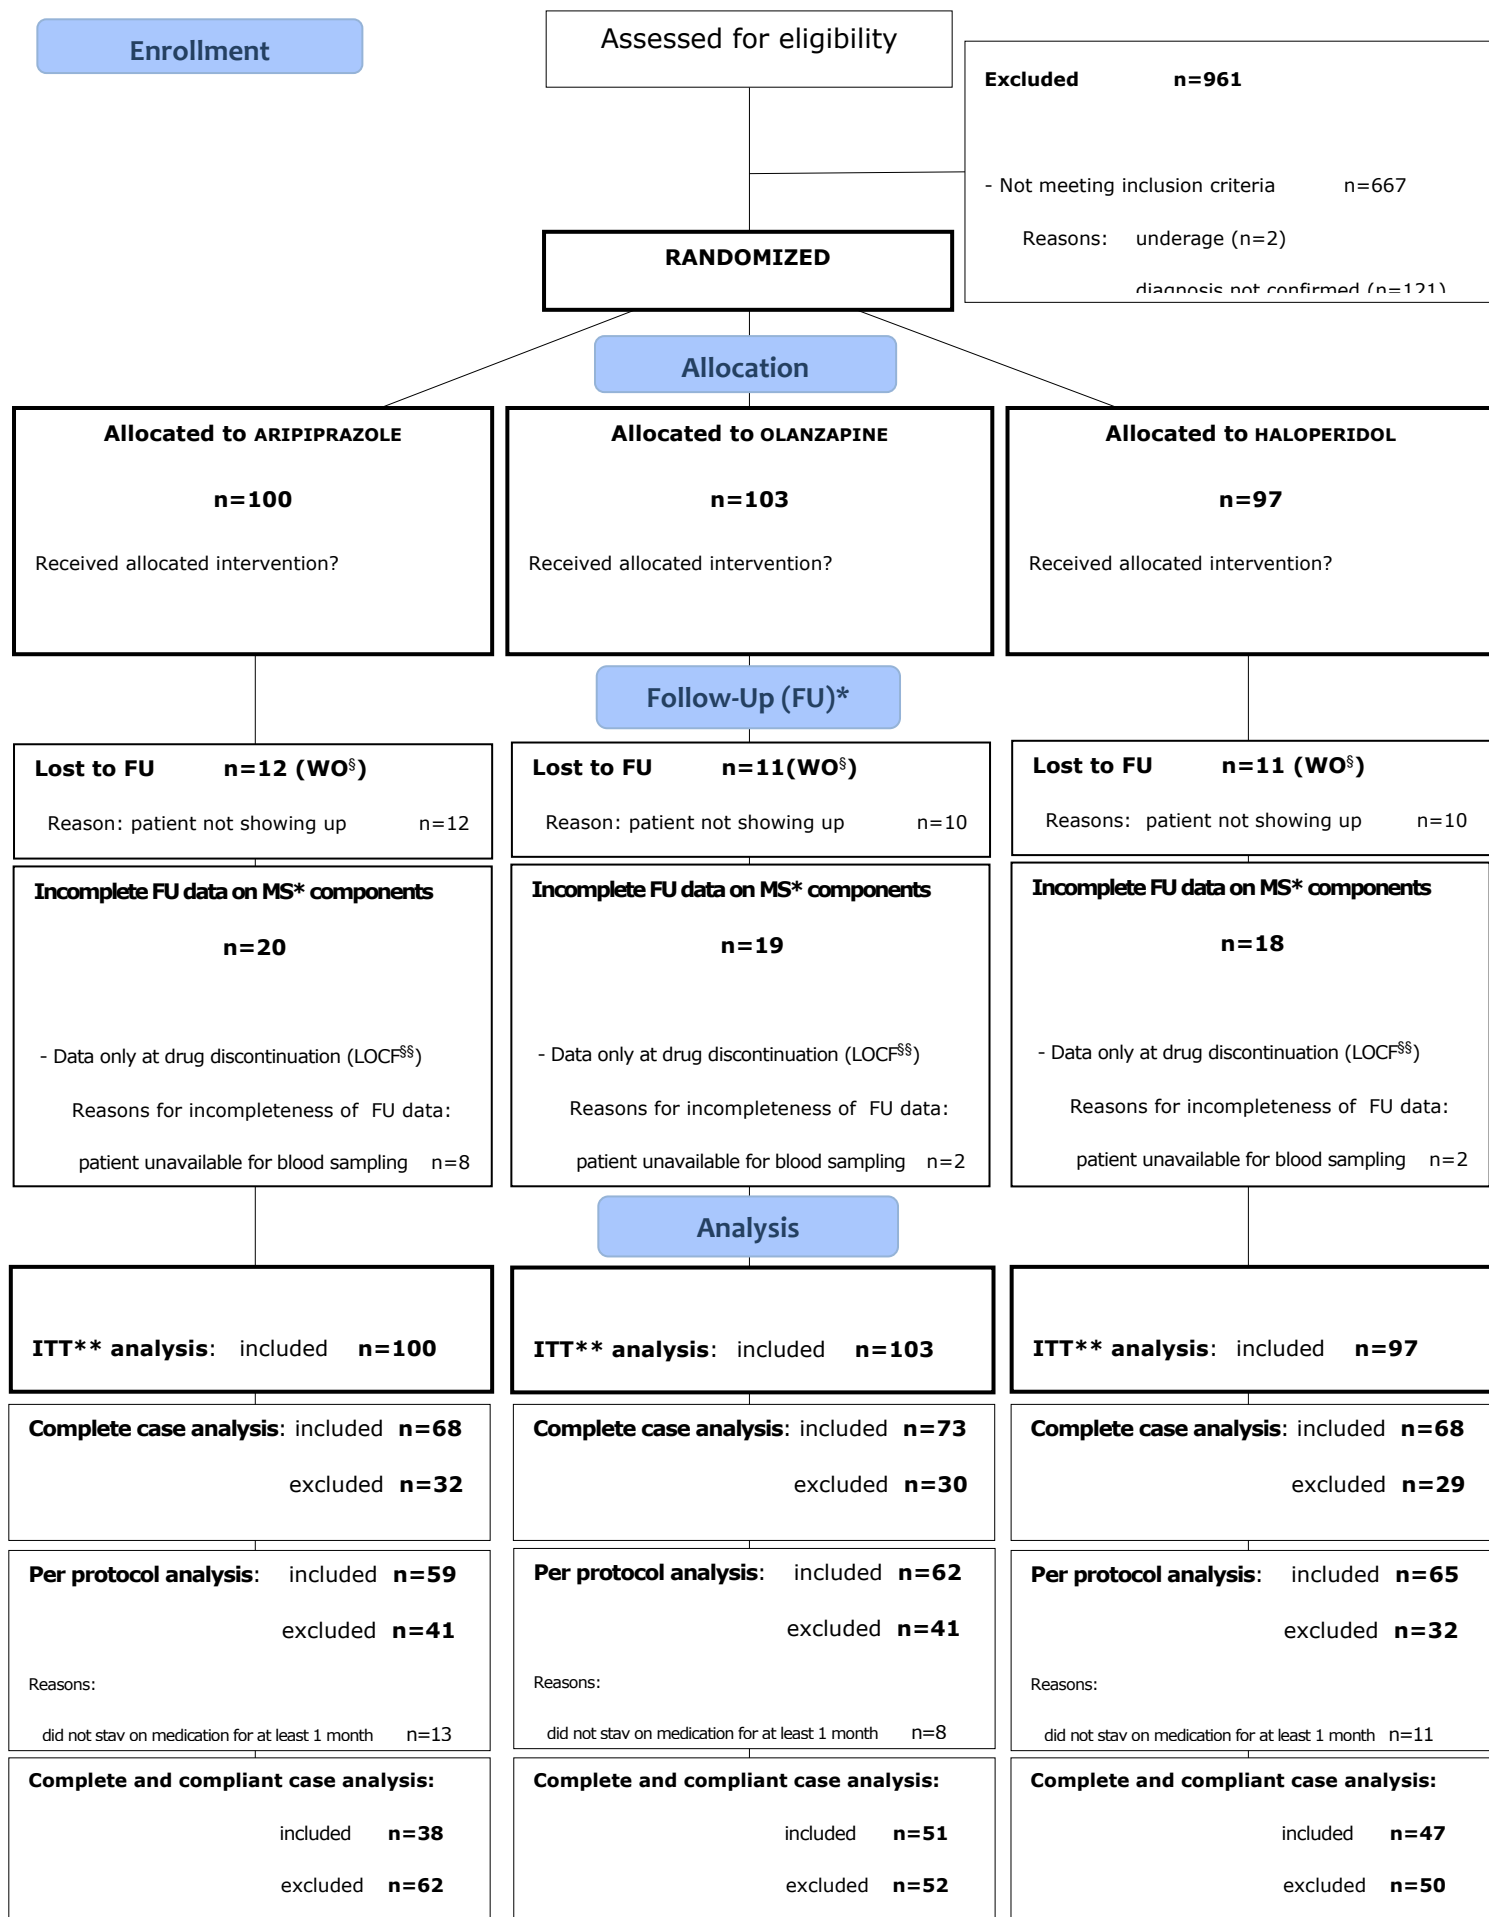 Enrollment
Assessed for eligibility
Excluded n=961
- Not meeting inclusion criteria n=667
Reasons: underage (n=2)
diagnosis not confirmed (n=121)
RANDOMIZED
Allocation
Allocated to ARIPIPRAZOLE
n=100
Received allocated intervention?
Allocated to OLANZAPINE
n=103
Received allocated intervention?
Allocated to HALOPERIDOL
n=97
Received allocated intervention?
Follow-Up (FU)*
Lost to FU n=12 (WO§)
Reason: patient not showing up n=12
Lost to FU n=11(WO§)
Reason: patient not showing up n=10
Lost to FU n=11 (WO§)
Reasons: patient not showing up n=10
Incomplete FU data on MS* components
n=20
- Data only at drug discontinuation (LOCF§§)
Reasons for incompleteness of FU data:
patient unavailable for blood sampling n=8
Incomplete FU data on MS* components
n=19
- Data only at drug discontinuation (LOCF§§)
Reasons for incompleteness of FU data:
patient unavailable for blood sampling n=2
Incomplete FU data on MS* components
n=18
- Data only at drug discontinuation (LOCF§§)
Reasons for incompleteness of FU data:
patient unavailable for blood sampling n=2
Analysis
ITT** analysis: included n=100
ITT** analysis: included n=103
ITT** analysis: included n=97
Complete case analysis: included n=68
excluded n=32
Complete case analysis: included n=73
excluded n=30
Complete case analysis: included n=68
excluded n=29
Per protocol analysis: included n=59
excluded n=41
Reasons:
did not stay on medication for at least 1 month n=13
Per protocol analysis: included n=62
excluded n=41
Reasons:
did not stay on medication for at least 1 month n=8
Per protocol analysis: included n=65
excluded n=32
Reasons:
did not stay on medication for at least 1 month n=11
Complete and compliant case analysis:
included n=38
excluded n=62
Complete and compliant case analysis:
included n=51
excluded n=52
Complete and compliant case analysis:
included n=47
excluded n=50